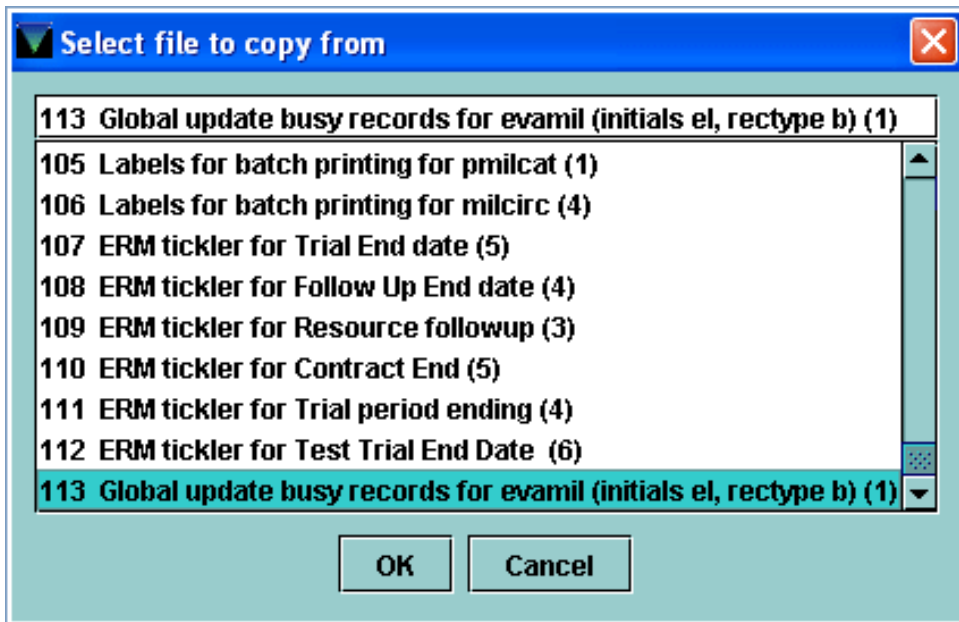 Select file to copy from
113 Global update busy records for evamil (initials el, rectype b) (1)
105 Labels for batch printing for pmilcat (1)
106 Labels for batch printing for milcirc (4)
107 ERM tickler for Trial End date (5)
108 ERM tickler for Follow Up End date (4)
109 ERM tickler for Resource followup (3)
110 ERM tickler for Contract End (5)
111 ERM tickler for Trial period ending (4)
112 ERM tickler for Test Trial End Date  (6)
113 Global update busy records for evamil (initials el, rectype b) (1)
OK Cancel